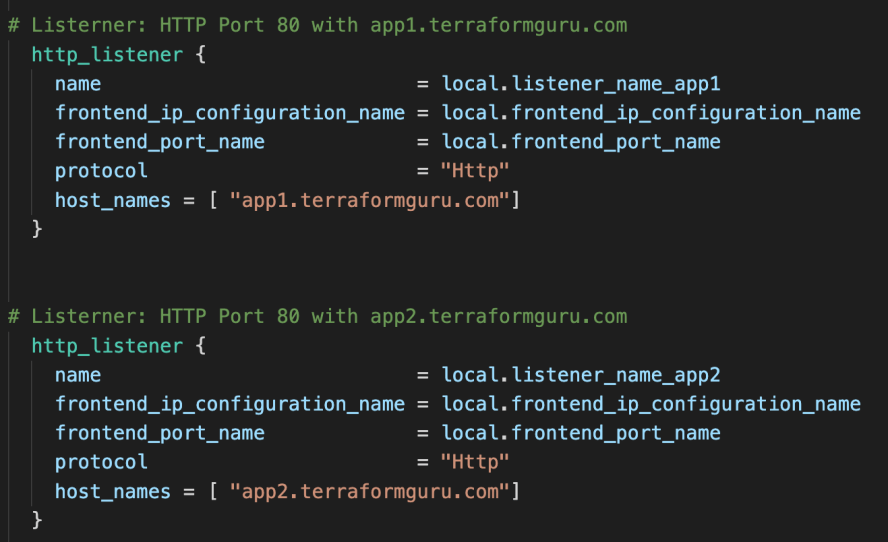 # Listerner: HTTP Port 80 with app1.terraformguru.com
http_listener {
name = local.listener_name_app1
frontend_ip_configuration_name = local.frontend_ip_configuration_name
frontend_port_name = local.frontend_port_name
protocol = "Http"
host_names = [ "app1.terraformguru.com"]
}
# Listerner: HTTP Port 80 with app2.terraformguru.com
http_listener {
name = local.listener_name_app2
frontend_ip_configuration_name = local.frontend_ip_configuration_name
frontend_port_name = local.frontend_port_name
protocol = "Http"
host_names = [ "app2.terraformguru.com"]
}